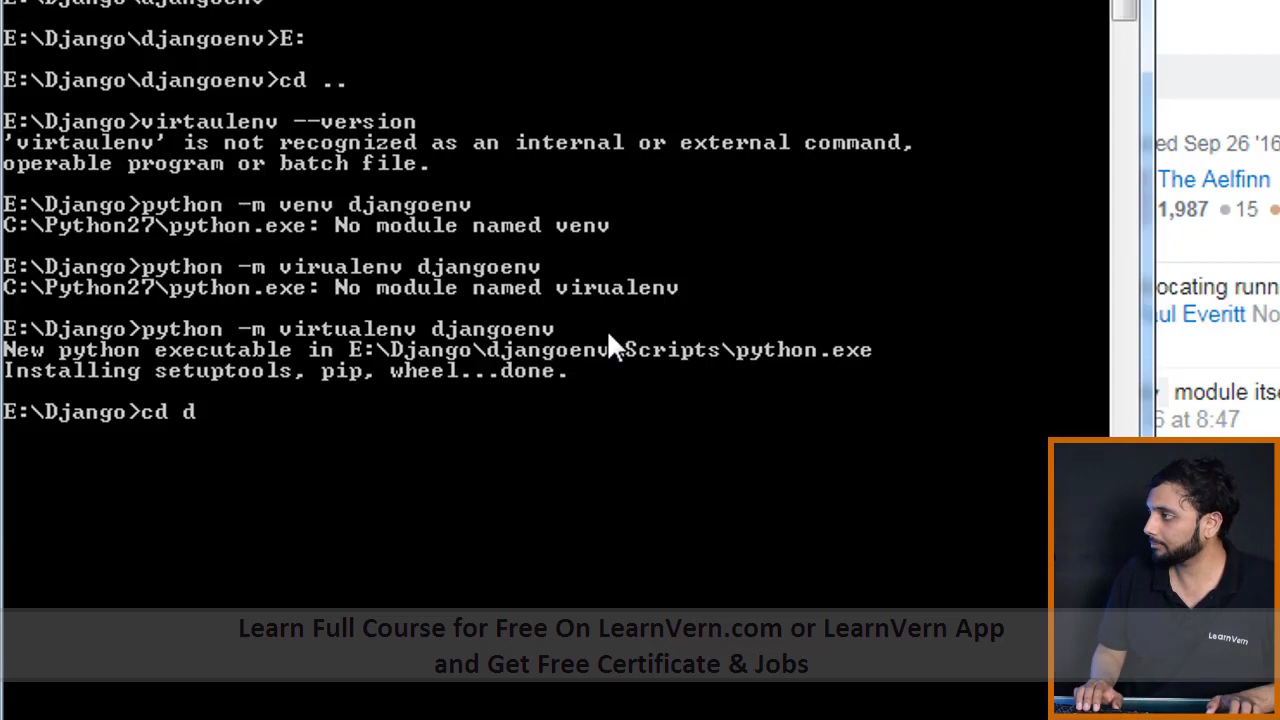 E:\Django\djangoenv>E:
E:\Django\djangoenv>cd ..
E:\Django>virtaulenv --version
'virtaulenv' is not recognized as an internal or external command,
operable program or batch file.
E:\Django>python -m venv djangoenv
C:\Python27\python.exe: No module named venv
E:\Django>python -m virualenv djangoenv
C:\Python27\python.exe: No module named virualenv
E:\Django>python -m virtualenv djangoenv
New python executable in E:\Django\djangoenv\Scripts\python.exe
Installing setuptools, pip, wheel...done.
E:\Django>cd d
ed Sep 26 '16
The Aelfinn
1,987 15
ocating runn
ul Everitt No
module itse
6 at 8:47
LearnVern
Learn Full Course for Free On LearnVern.com or LearnVern App
and Get Free Certificate & Jobs